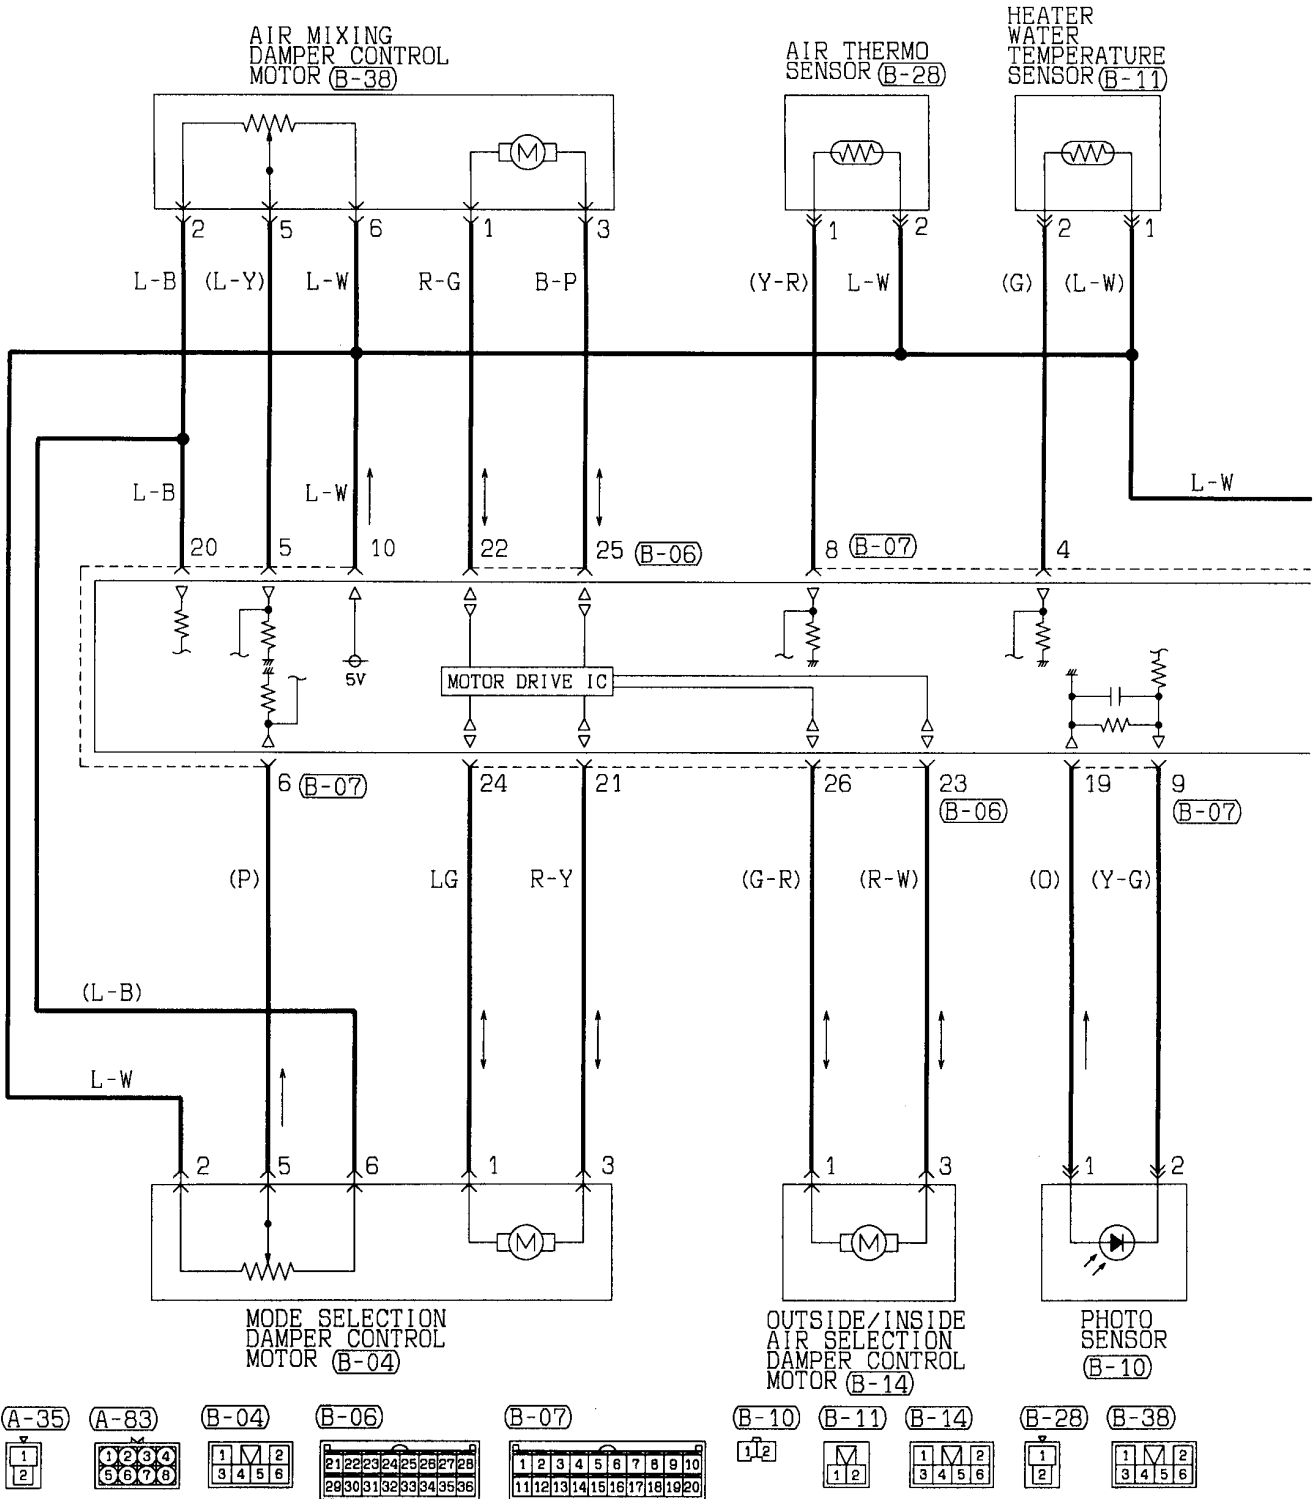 AIR MIXING
DAMPER CONTROL
MOTOR (B-38)
AIR THERMO
SENSOR (B-28)
HEATER
WATER
TEMPERATURE
SENSOR (B-11)
M
2 5 6 1 3 1 2 2 1
L-B (L-Y) L-W R-G B-P (Y-R) L-W (G) (L-W)
L-B L-W L-W
20 5 10 22 25 (B-06) 8 (B-07) 4
5V
MOTOR DRIVE IC
6 (B-07) 24 21 26 23 (B-06) 19 9 (B-07)
(P) LG R-Y (G-R) (R-W) (O) (Y-G)
(L-B)
L-W
2 5 6 1 3 1 3 1 2
M M
MODE SELECTION
DAMPER CONTROL
MOTOR (B-04)
OUTSIDE/INSIDE
AIR SELECTION
DAMPER CONTROL
MOTOR (B-14)
PHOTO
SENSOR
(B-10)
(A-35) (A-83) (B-04) (B-06) (B-07) (B-10) (B-11) (B-14) (B-28) (B-38)
1
2
1 2 3 4
5 6 7 8
1 2
3 4 5 6
21 22 23 24 25 26 27 28
29 30 31 32 33 34 35 36
1 2 3 4 5 6 7 8 9 10
11 12 13 14 15 16 17 18 19 20
1 2
1 2
1 2
3 4 5 6
1
2
1 2
3 4 5 6